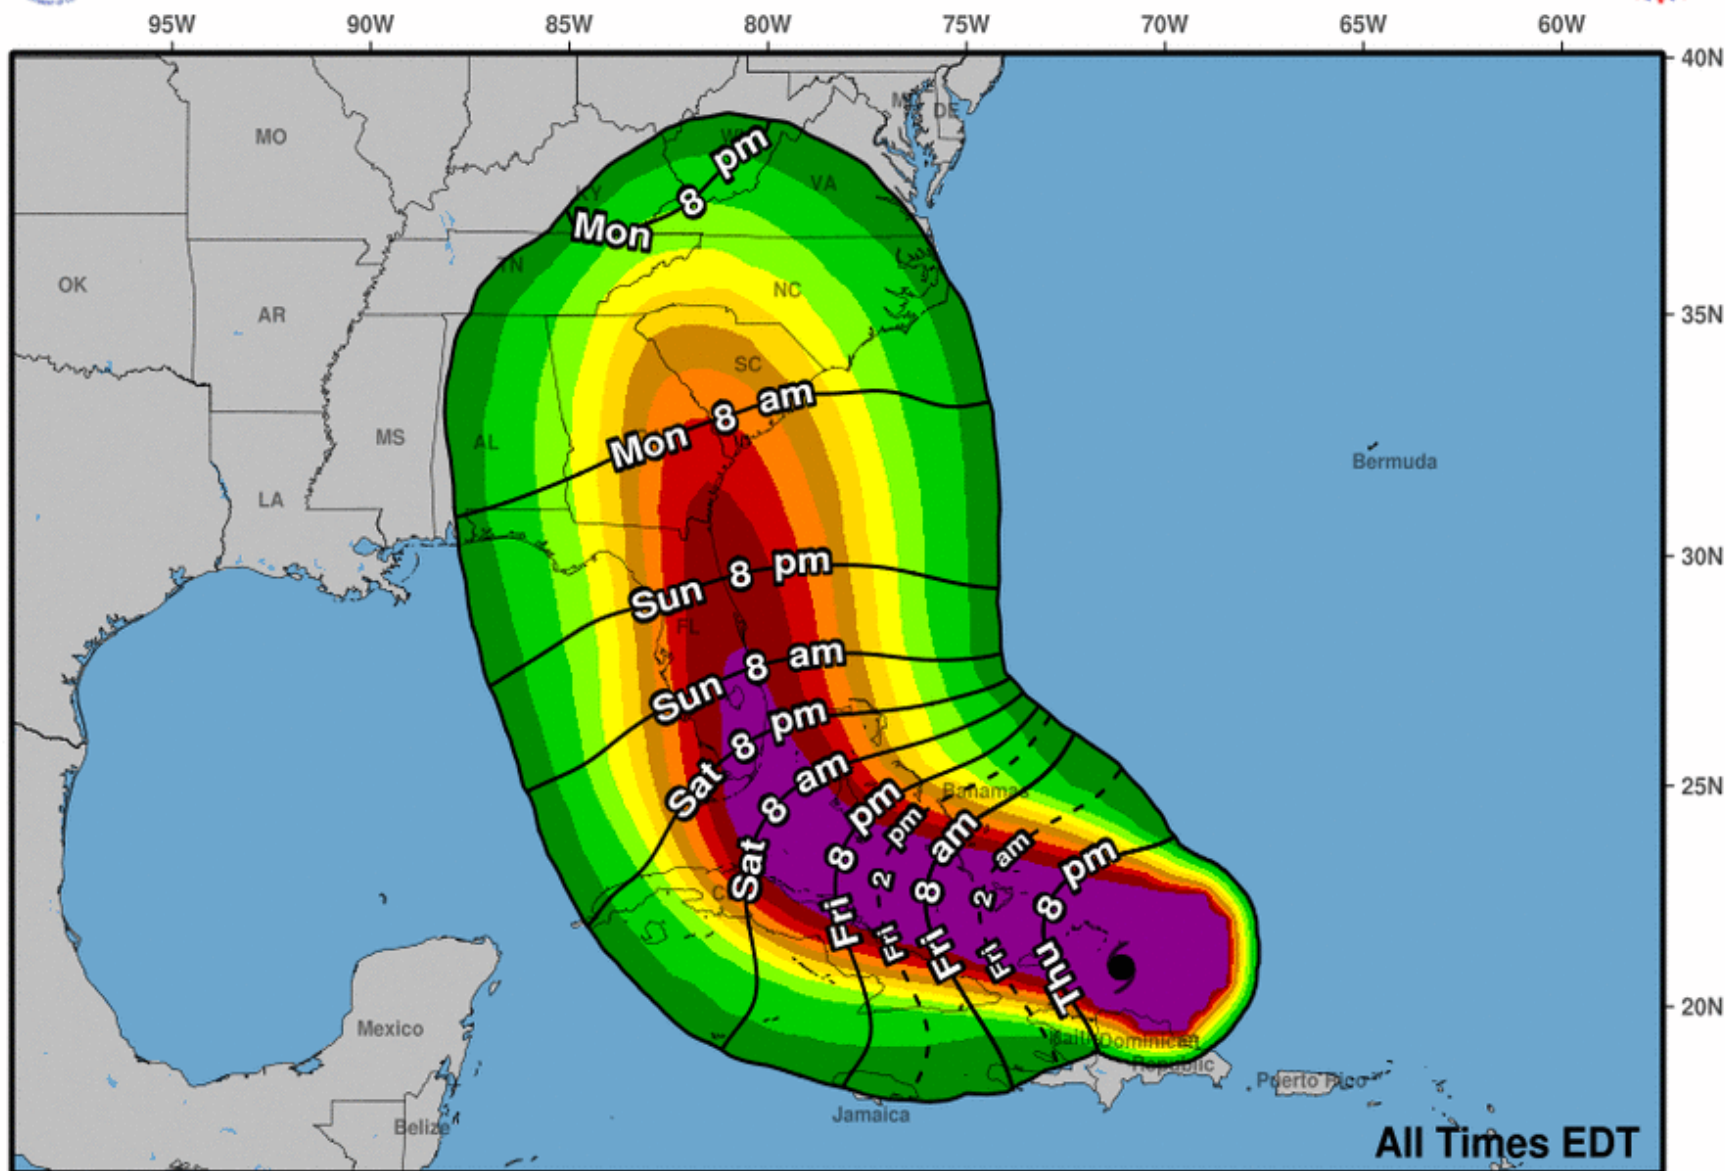 95W 90W 85W 80W 75W 70W 65W 60W
40N
35N
30N
25N
20N
MO
DE
WV
KY
VA
OK
TN
AR
NC
SC
MS
AL
LA
FL
Bermuda
Bahamas
Mexico
Belize
Jamaica
Haiti
Dominican
Republic
Puerto Rico
Mon 8 pm
Mon 8 am
Sun 8 pm
Sun 8 am
Sat 8 pm
Sat 8 am
Fri 8 pm
Fri 2 pm
Fri 8 am
Fri 2 am
Thu 8 pm
All Times EDT